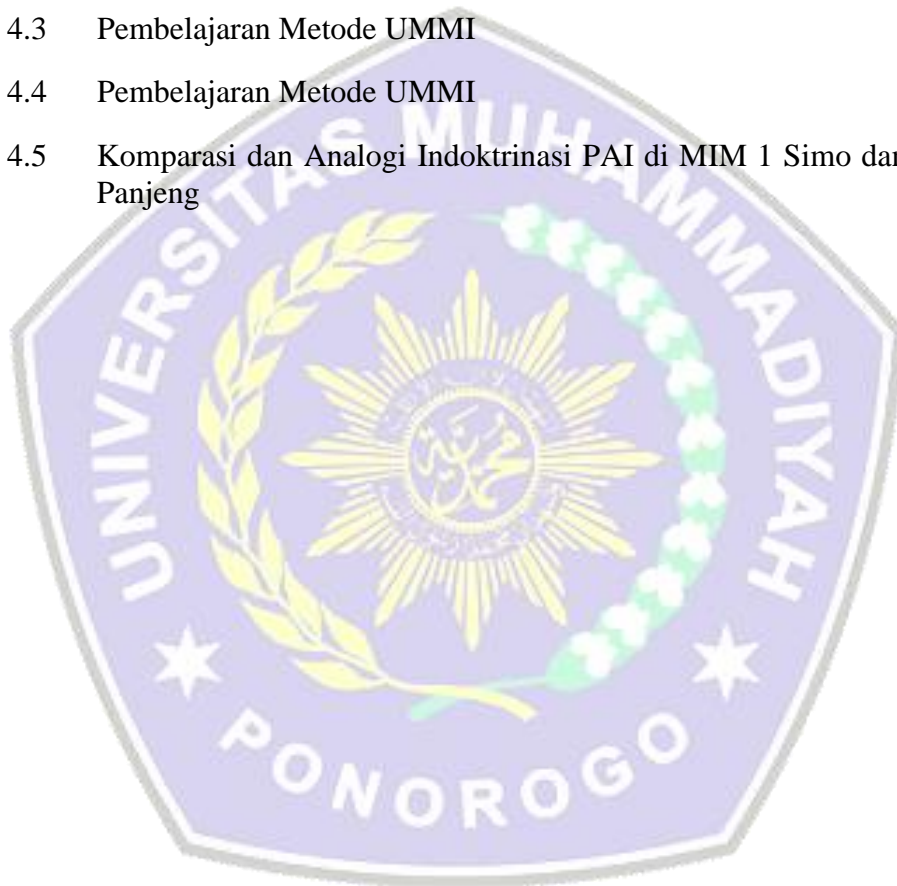 4.3 Pembelajaran Metode UMMI
4.4 Pembelajaran Metode UMMI
4.5 Komparasi dan Analogi Indoktrinasi PAI di MIM 1 Simo dan
Panjeng
UNIVERSITAS MUHAMMADIYAH
PONOROGO
محمدية